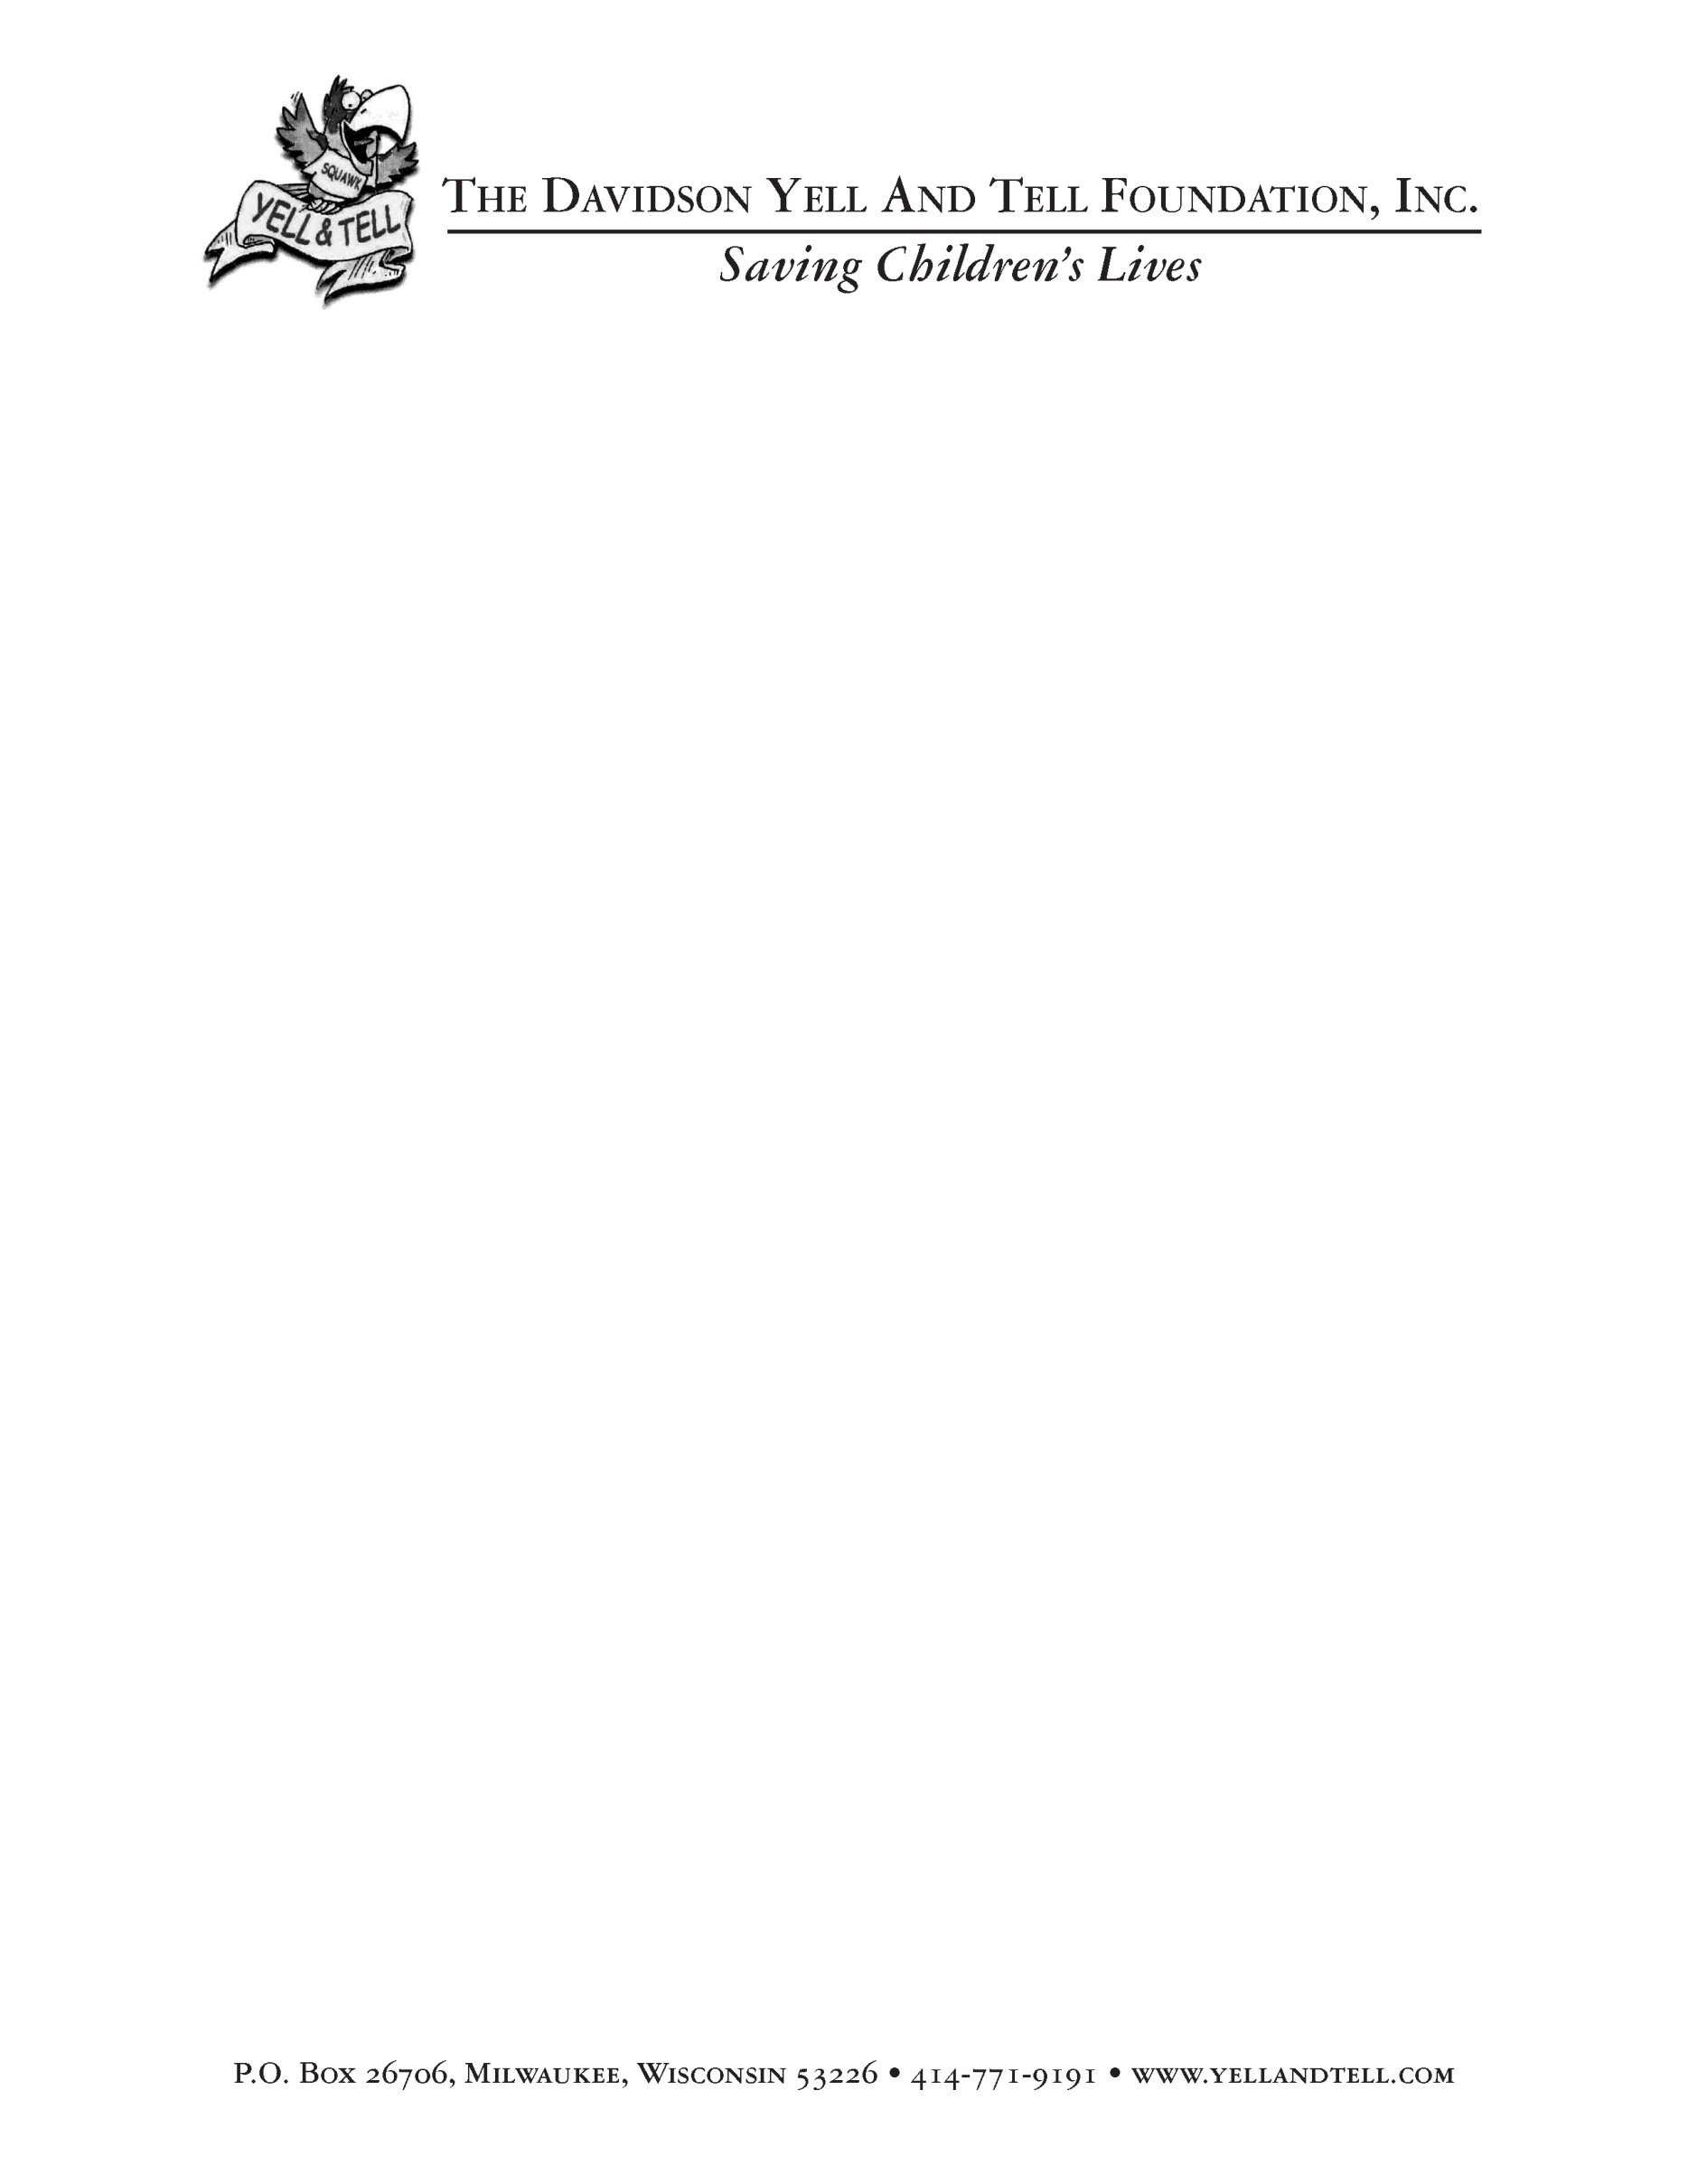 SQUAWK
YELL & TELL
The Davidson Yell And Tell Foundation, Inc.
Saving Children's Lives
P.O. Box 26706, Milwaukee, Wisconsin 53226 • 414-771-9191 • www.yellandtell.com